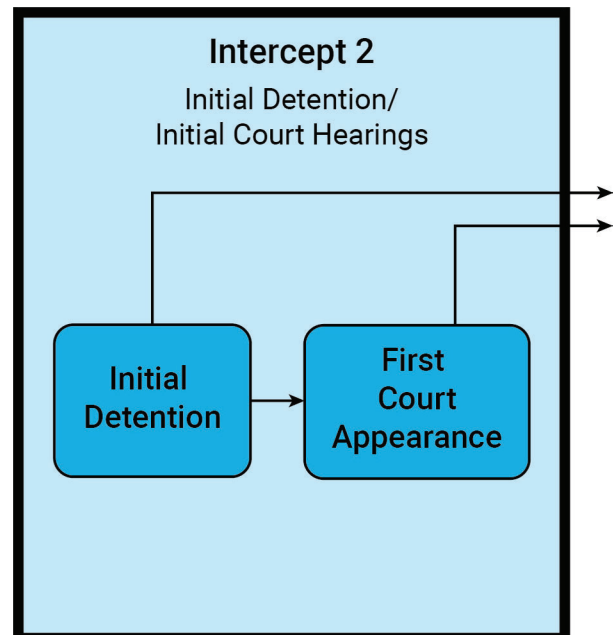 Intercept 2
Initial Detention/
Initial Court Hearings
Initial
Detention
First
Court
Appearance